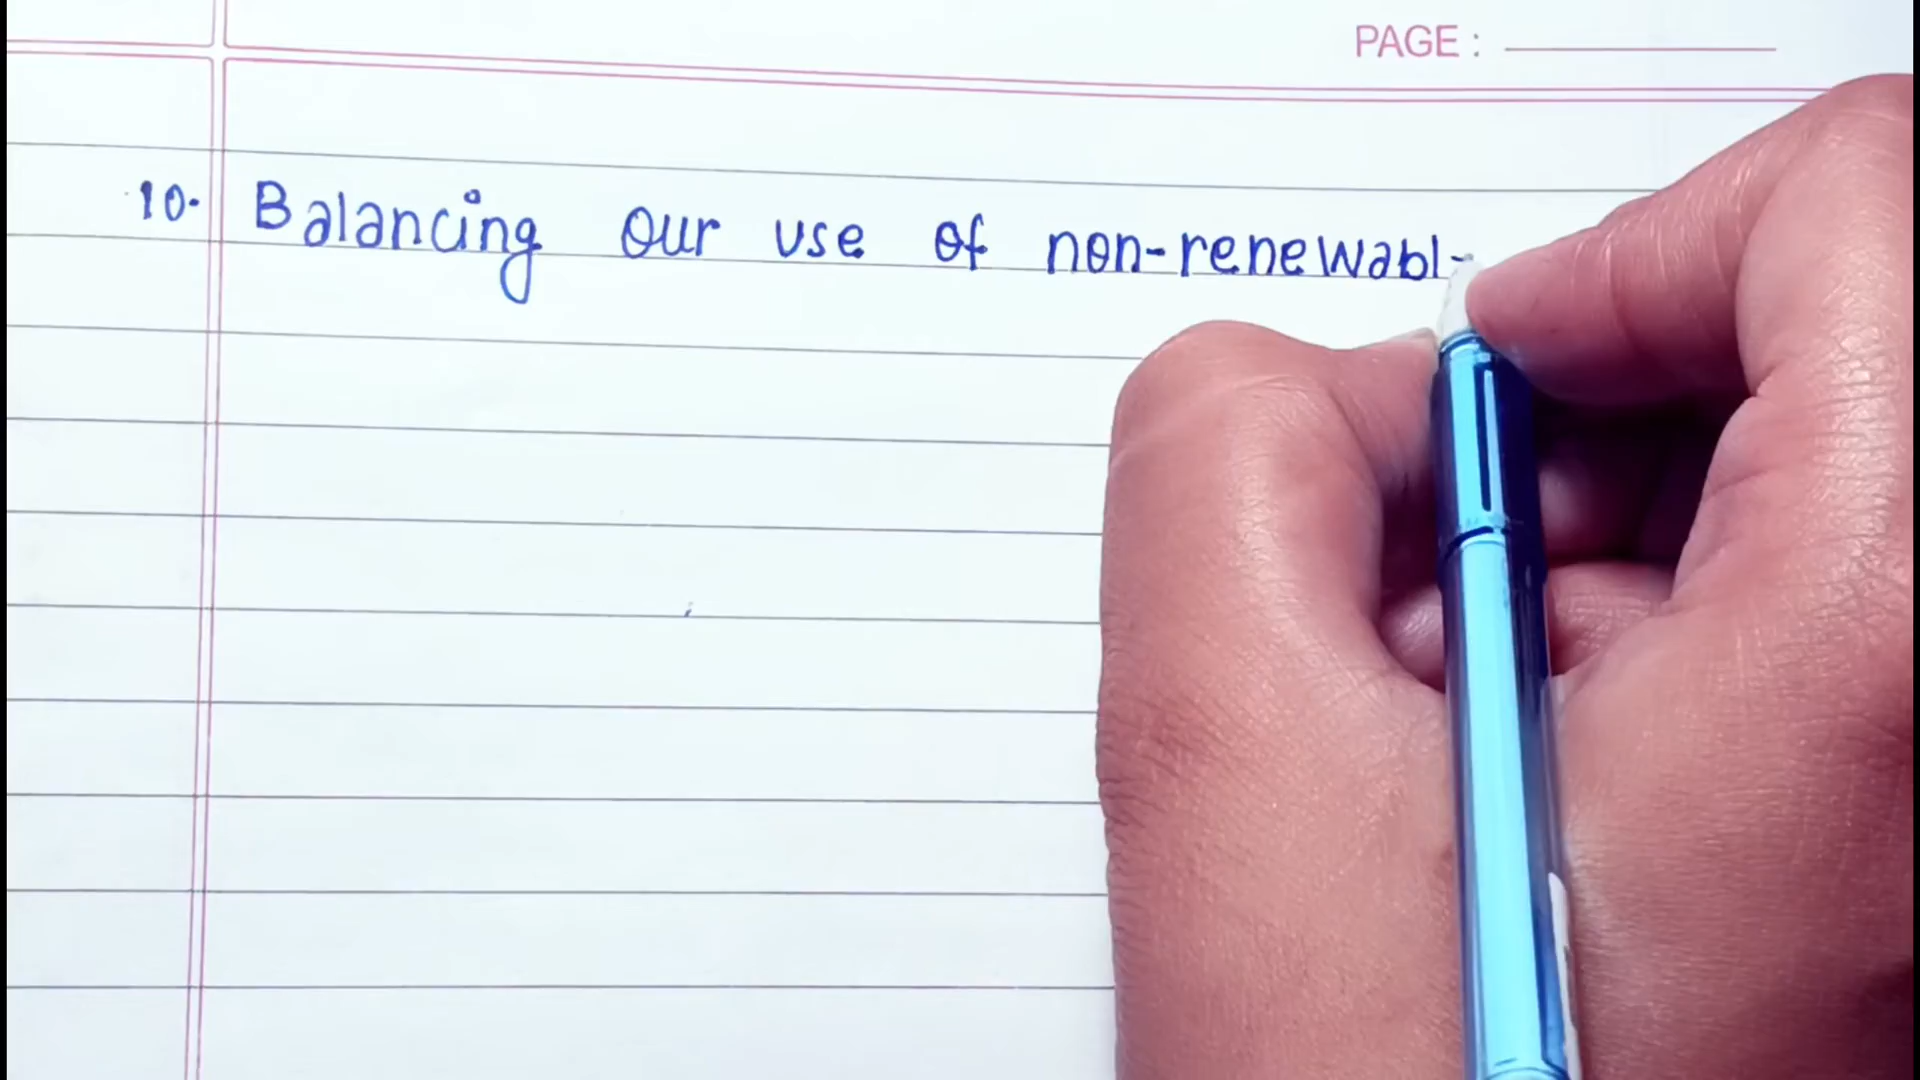 PAGE :
10. Balancing our use of non-renewabl-